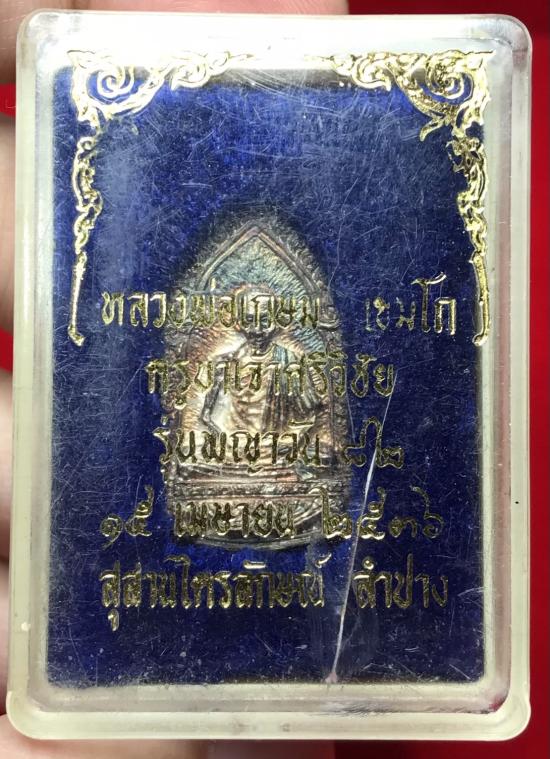 หลวงพ่อเกษม เขมโก
ครูบาเจ้าศรีวิชัย
รุ่นพญาวัน ๘๒
๑๕ เมษายน ๒๕๓๖
สุสานไตรลักษณ์ ลำปาง